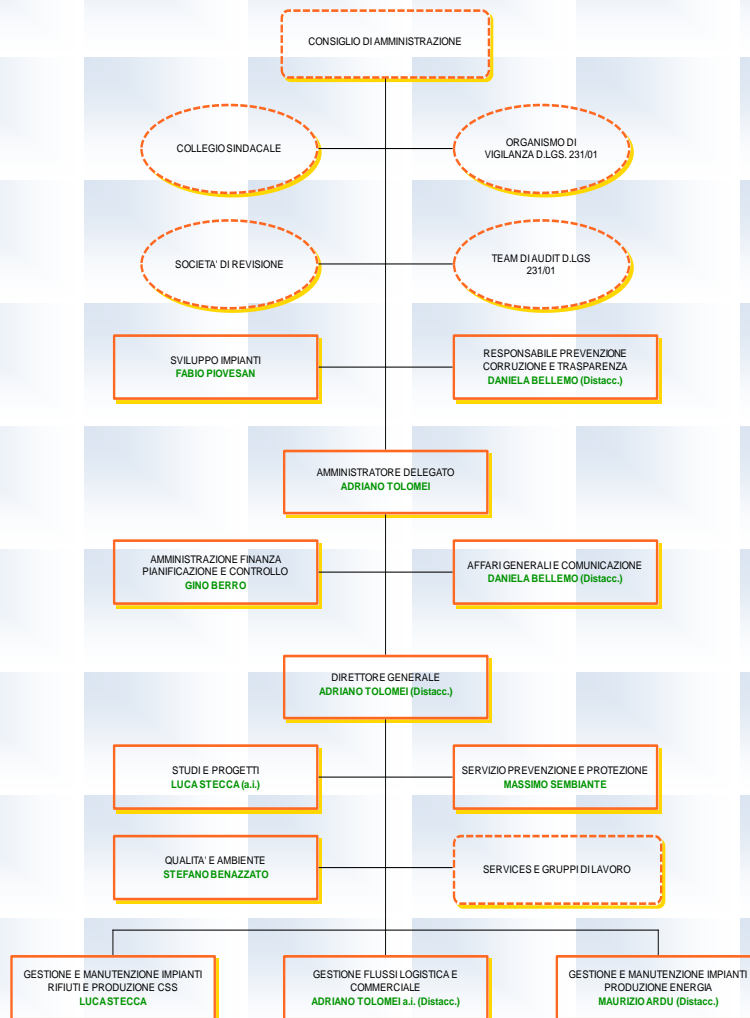 CONSIGLIO DI AMMINISTRAZIONE
COLLEGIO SINDACALE
ORGANISMO DI
VIGILANZA D.LGS. 231/01
SOCIETA' DI REVISIONE
TEAM DI AUDIT D.LGS
231/01
SVILUPPO IMPIANTI
FABIO PIOVESAN
RESPONSABILE PREVENZIONE
CORRUZIONE E TRASPARENZA
DANIELA BELLEMO (Distacc.)
AMMINISTRATORE DELEGATO
ADRIANO TOLOMEI
AMMINISTRAZIONE FINANZA
PIANIFICAZIONE E CONTROLLO
GINO BERRO
AFFARI GENERALI E COMUNICAZIONE
DANIELA BELLEMO (Distacc.)
DIRETTORE GENERALE
ADRIANO TOLOMEI (Distacc.)
STUDI E PROGETTI
LUCA STECCA (a.i.)
SERVIZIO PREVENZIONE E PROTEZIONE
MASSIMO SEMBIANTE
QUALITA' E AMBIENTE
STEFANO BENAZZATO
SERVICES E GRUPPI DI LAVORO
GESTIONE E MANUTENZIONE IMPIANTI
RIFIUTI E PRODUZIONE CSS
LUCA STECCA
GESTIONE FLUSSI LOGISTICA E
COMMERCIALE
ADRIANO TOLOMEI a.i. (Distacc.)
GESTIONE E MANUTENZIONE IMPIANTI
PRODUZIONE ENERGIA
MAURIZIO ARDU (Distacc.)